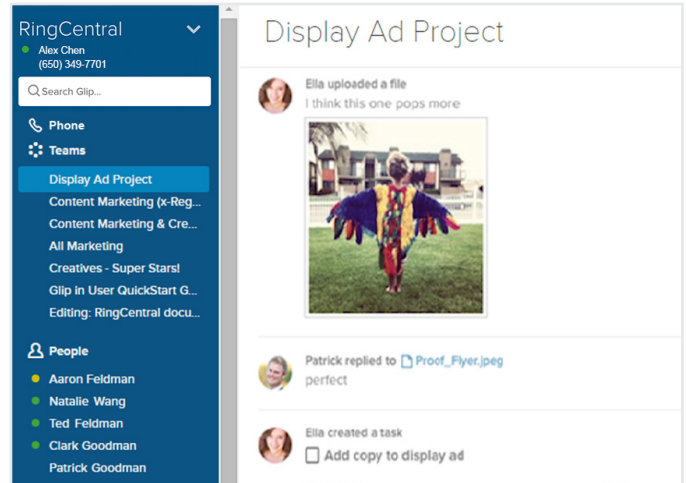 RingCentral
Alex Chen
(650) 349-7701
Search Glip...
Phone
Teams
Display Ad Project
Content Marketing (x-Reg...
Content Marketing & Cre...
All Marketing
Creatives - Super Stars!
Glip in User QuickStart G...
Editing: RingCentral docu...
People
Aaron Feldman
Natalie Wang
Ted Feldman
Clark Goodman
Patrick Goodman
Display Ad Project
Ella uploaded a file
I think this one pops more
Patrick replied to Proof_Flyer.jpeg
perfect
Ella created a task
Add copy to display ad